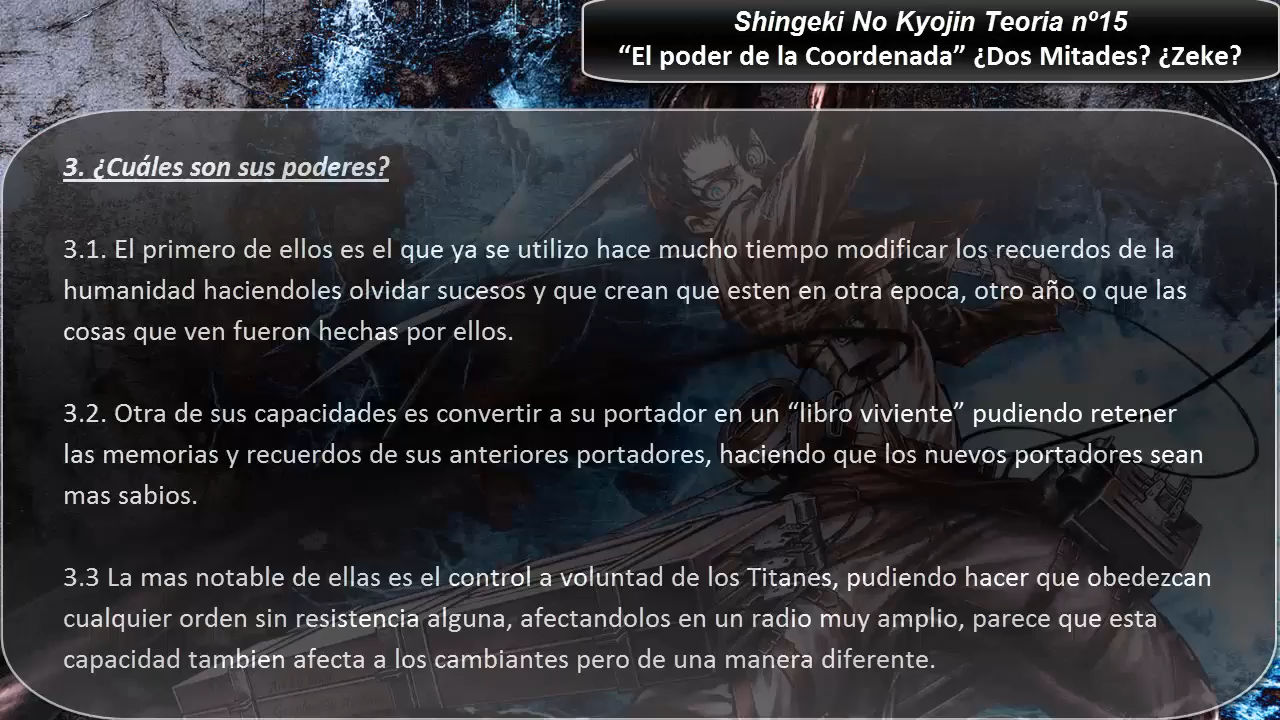 Shingeki No Kyojin Teoria nº15
“El poder de la Coordenada” ¿Dos Mitades? ¿Zeke?
3. ¿Cuáles son sus poderes?
3.1. El primero de ellos es el que ya se utilizo hace mucho tiempo modificar los recuerdos de la
humanidad haciendoles olvidar sucesos y que crean que esten en otra epoca, otro año o que las
cosas que ven fueron hechas por ellos.
3.2. Otra de sus capacidades es convertir a su portador en un “libro viviente” pudiendo retener
las memorias y recuerdos de sus anteriores portadores, haciendo que los nuevos portadores sean
mas sabios.
3.3 La mas notable de ellas es el control a voluntad de los Titanes, pudiendo hacer que obedezcan
cualquier orden sin resistencia alguna, afectandolos en un radio muy amplio, parece que esta
capacidad tambien afecta a los cambiantes pero de una manera diferente.